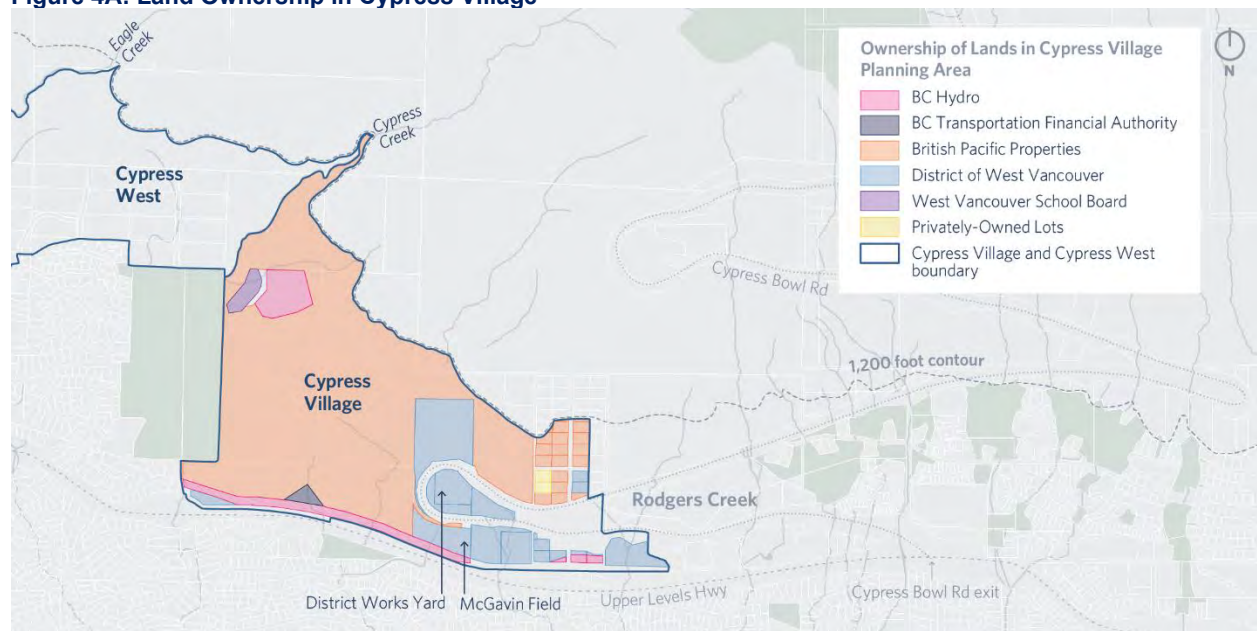 Figure 4A: Land Ownership in Cypress Village
Eagle Creek
Cypress
Creek
Cypress
West
Ownership of Lands in Cypress Village
Planning Area
BC Hydro
BC Transportation Financial Authority
British Pacific Properties
District of West Vancouver
West Vancouver School Board
Privately-Owned Lots
Cypress Village and Cypress West
boundary
N
Cypress Bowl Rd
1,200 foot contour
Cypress
Village
Rodgers Creek
District Works Yard
McGavin Field
Upper Levels Hwy
Cypress Bowl Rd exit